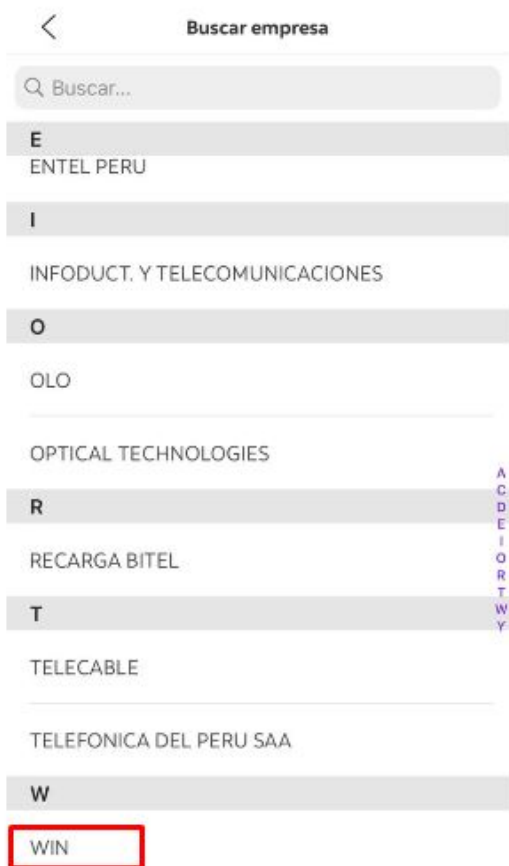 Buscar empresa
Buscar...
E
ENTEL PERU
I
INFODUCT. Y TELECOMUNICACIONES
O
OLO
OPTICAL TECHNOLOGIES
R
RECARGA BITEL
T
TELECABLE
TELEFONICA DEL PERU SAA
W
WIN
A
C
D
E
I
O
R
T
W
Y